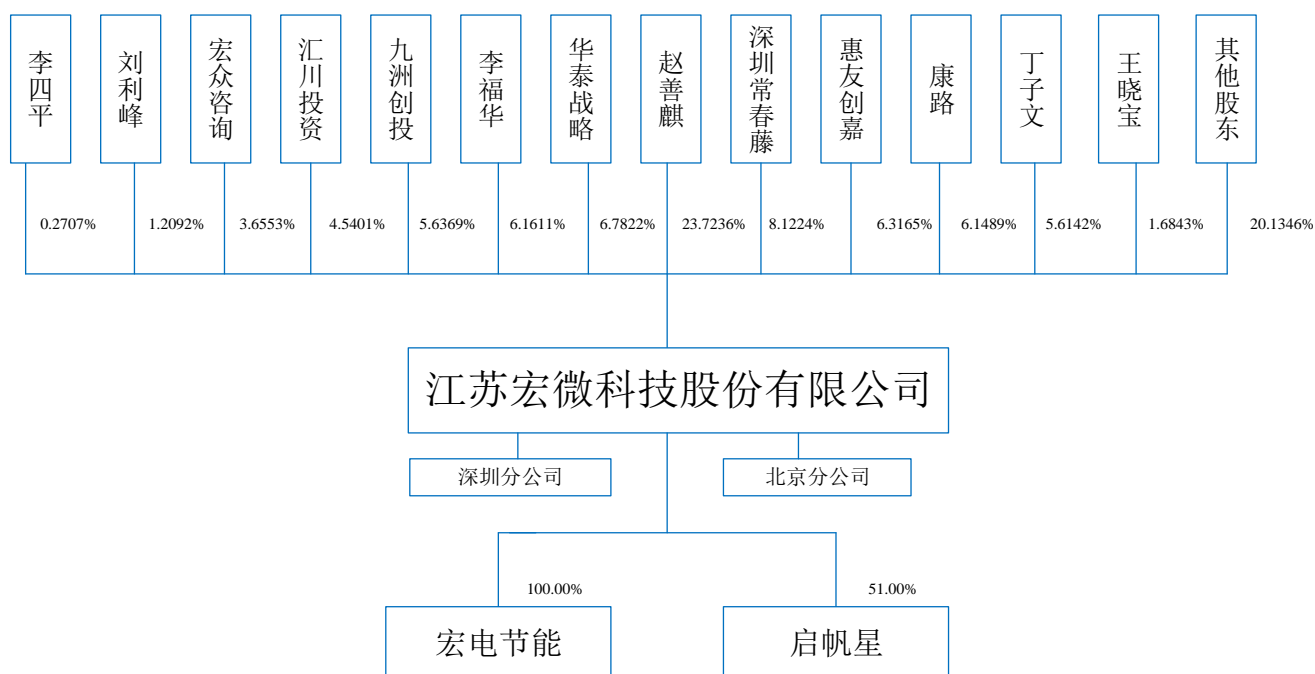 李四平
刘利峰
宏众咨询
汇川投资
九洲创投
李福华
华泰战略
赵善麒
深圳常春藤
惠友创嘉
康路
丁子文
王晓宝
其他股东
0.2707%
1.2092%
3.6553%
4.5401%
5.6369%
6.1611%
6.7822%
23.7236%
8.1224%
6.3165%
6.1489%
5.6142%
1.6843%
20.1346%
江苏宏微科技股份有限公司
深圳分公司
北京分公司
100.00%
51.00%
宏电节能
启帆星